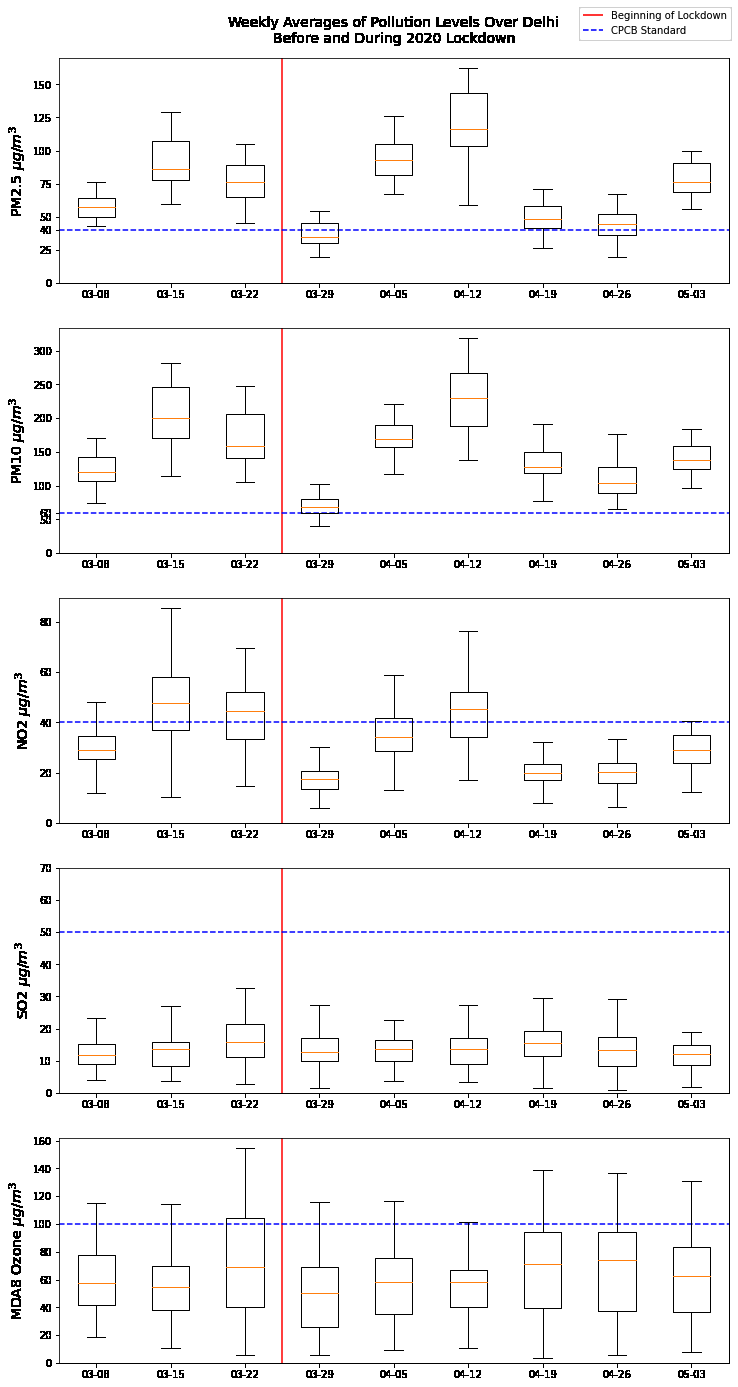 Weekly Averages of Pollution Levels Over Delhi
Before and During 2020 Lockdown
Beginning of Lockdown
CPCB Standard
PM2.5 μg/m³
150
125
100
75
50
40
25
0
03-08 03-15 03-22 03-29 04-05 04-12 04-19 04-26 05-03
PM10 μg/m³
300
250
200
150
100
60
50
0
03-08 03-15 03-22 03-29 04-05 04-12 04-19 04-26 05-03
NO2 μg/m³
80
60
40
20
0
03-08 03-15 03-22 03-29 04-05 04-12 04-19 04-26 05-03
SO2 μg/m³
70
60
50
40
30
20
10
0
03-08 03-15 03-22 03-29 04-05 04-12 04-19 04-26 05-03
MDA8 Ozone μg/m³
160
140
120
100
80
60
40
20
0
03-08 03-15 03-22 03-29 04-05 04-12 04-19 04-26 05-03